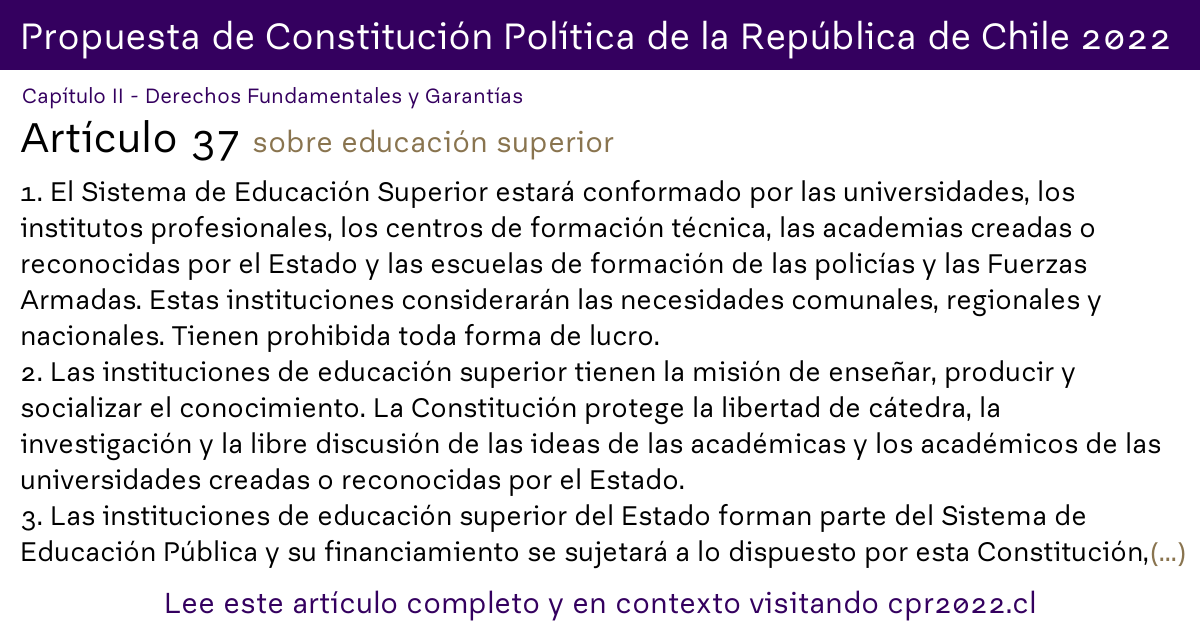 Propuesta de Constitución Política de la República de Chile 2022
Capítulo II - Derechos Fundamentales y Garantías
Artículo 37 sobre educación superior
1. El Sistema de Educación Superior estará conformado por las universidades, los
institutos profesionales, los centros de formación técnica, las academias creadas o
reconocidas por el Estado y las escuelas de formación de las policías y las Fuerzas
Armadas. Estas instituciones considerarán las necesidades comunales, regionales y
nacionales. Tienen prohibida toda forma de lucro.
2. Las instituciones de educación superior tienen la misión de enseñar, producir y
socializar el conocimiento. La Constitución protege la libertad de cátedra, la
investigación y la libre discusión de las ideas de las académicas y los académicos de las
universidades creadas o reconocidas por el Estado.
3. Las instituciones de educación superior del Estado forman parte del Sistema de
Educación Pública y su financiamiento se sujetará a lo dispuesto por esta Constitución,(...)
Lee este artículo completo y en contexto visitando cpr2022.cl